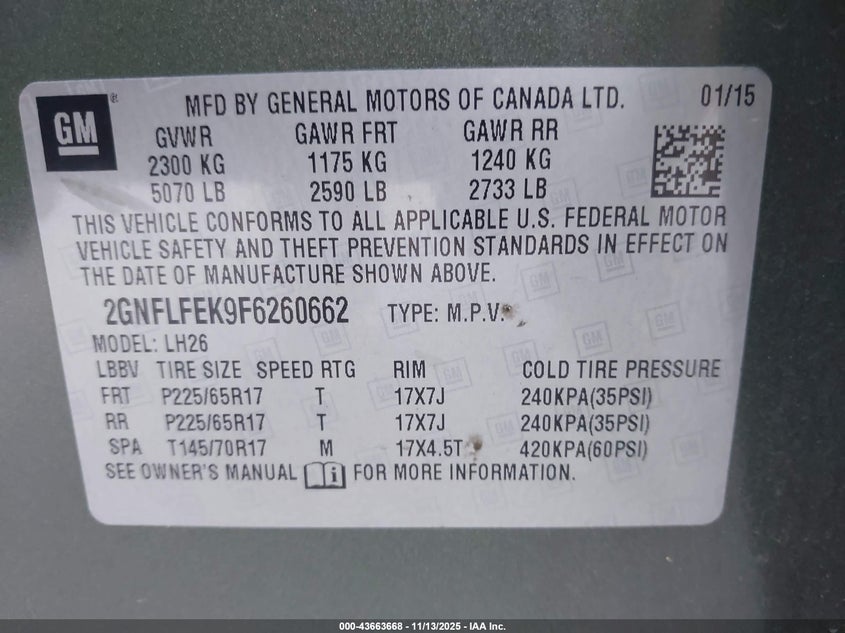 GM ® MFD BY GENERAL MOTORS OF CANADA LTD. 01/15
GVWR GAWR FRT GAWR RR
2300 KG 1175 KG 1240 KG
5070 LB 2590 LB 2733 LB
THIS VEHICLE CONFORMS TO ALL APPLICABLE U.S. FEDERAL MOTOR
VEHICLE SAFETY AND THEFT PREVENTION STANDARDS IN EFFECT ON
THE DATE OF MANUFACTURE SHOWN ABOVE.
2GNFLFEK9F6260662 TYPE: M.P.V.
MODEL: LH26
LBBV TIRE SIZE SPEED RTG RIM COLD TIRE PRESSURE
FRT P225/65R17 T 17X7J 240KPA(35PSI)
RR P225/65R17 T 17X7J 240KPA(35PSI)
SPA T145/70R17 M 17X4.5T 420KPA(60PSI)
SEE OWNER'S MANUAL i FOR MORE INFORMATION.
000-43663668 - 11/13/2025 - IAA Inc.